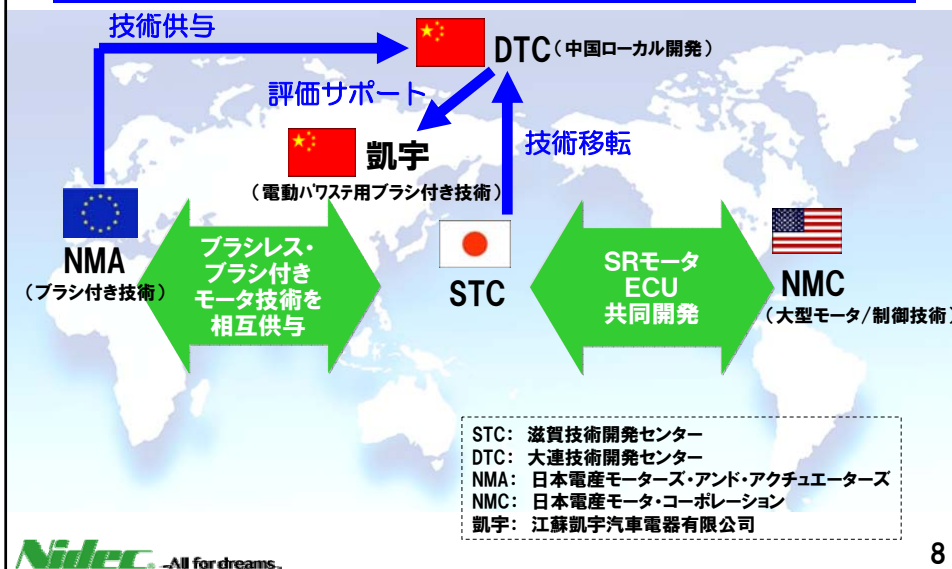 技術供与
DTC(中国ローカル開発)
評価サポート
技術移転
凱宇
(電動パワステ用ブラシ付き技術)
NMA
(ブラシ付き技術)
ブラシレス・
ブラシ付き
モータ技術を
相互供与
STC
SRモータ
ECU
共同開発
NMC
(大型モータ/制御技術)
STC: 滋賀技術開発センター
DTC: 大連技術開発センター
NMA: 日本電産モーターズ・アンド・アクチュエーターズ
NMC: 日本電産モータ・コーポレーション
凱宇: 江蘇凱宇汽車電器有限公司
Nidec -All for dreams-
8